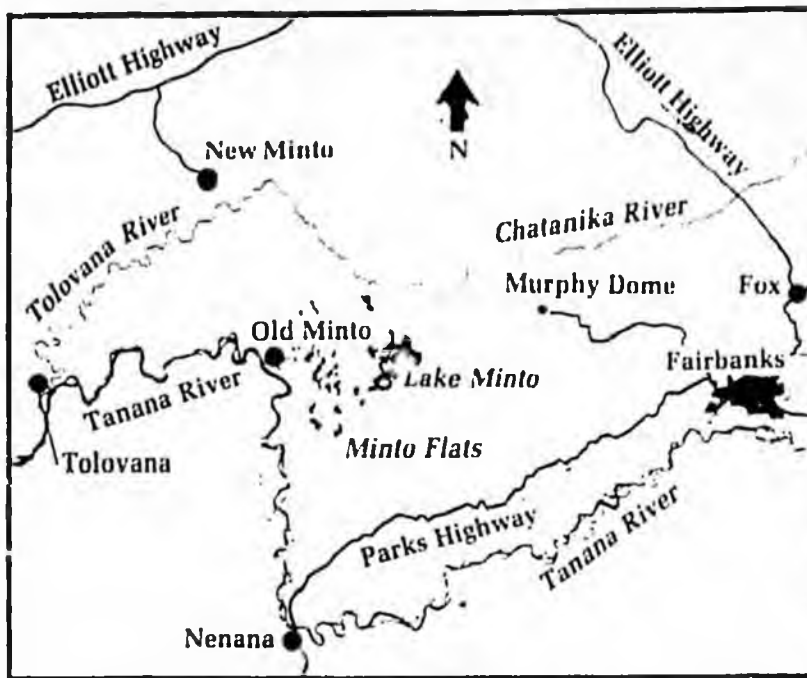 Elliott Highway
Elliott Highway
N
New Minto
Tolovana River
Chatanika River
Murphy Dome
Fox
Old Minto
Fairbanks
Lake Minto
Tanana River
Tolovana
Minto Flats
Parks Highway
Tanana River
Nenana